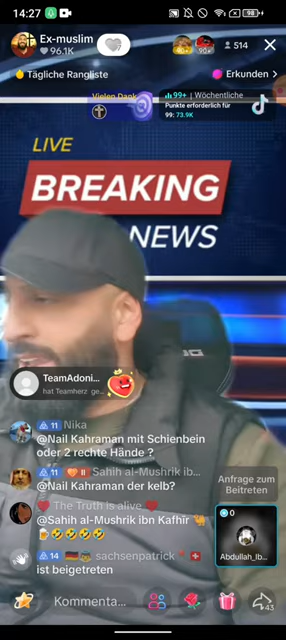 14:27
98
Ex-muslim
96.1K
514
Tägliche Rangliste
Erkunden >
Vielen Dank
99+ | Wöchentliche
Punkte erforderlich für
99: 73.9K
LIVE
BREAKING
NEWS
TeamAdoni...
hat Teamherz ge...
11 Nika
@Nail Kahraman mit Schienbein
oder 2 rechte Hände ?
11 II Sahih al-Mushrik ib...
@Nail Kahraman der kelb?
The Truth is alive
@Sahih al-Mushrik ibn Kafhîr 🐫
🍺🤣🤣🤣🤣
14 🇩🇪 sachsenpatrick 🇨🇭
ist beigetreten
Anfrage zum
Beitreten
0
Abdullah_Ib...
Kommenta...
43